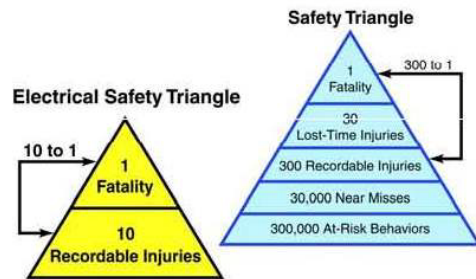 Safety Triangle
300 to 1
1
Fatality
30
Lost-Time Injuries
300 Recordable Injuries
30,000 Near Misses
300,000 At-Risk Behaviors
Electrical Safety Triangle
10 to 1
1
Fatality
10
Recordable Injuries